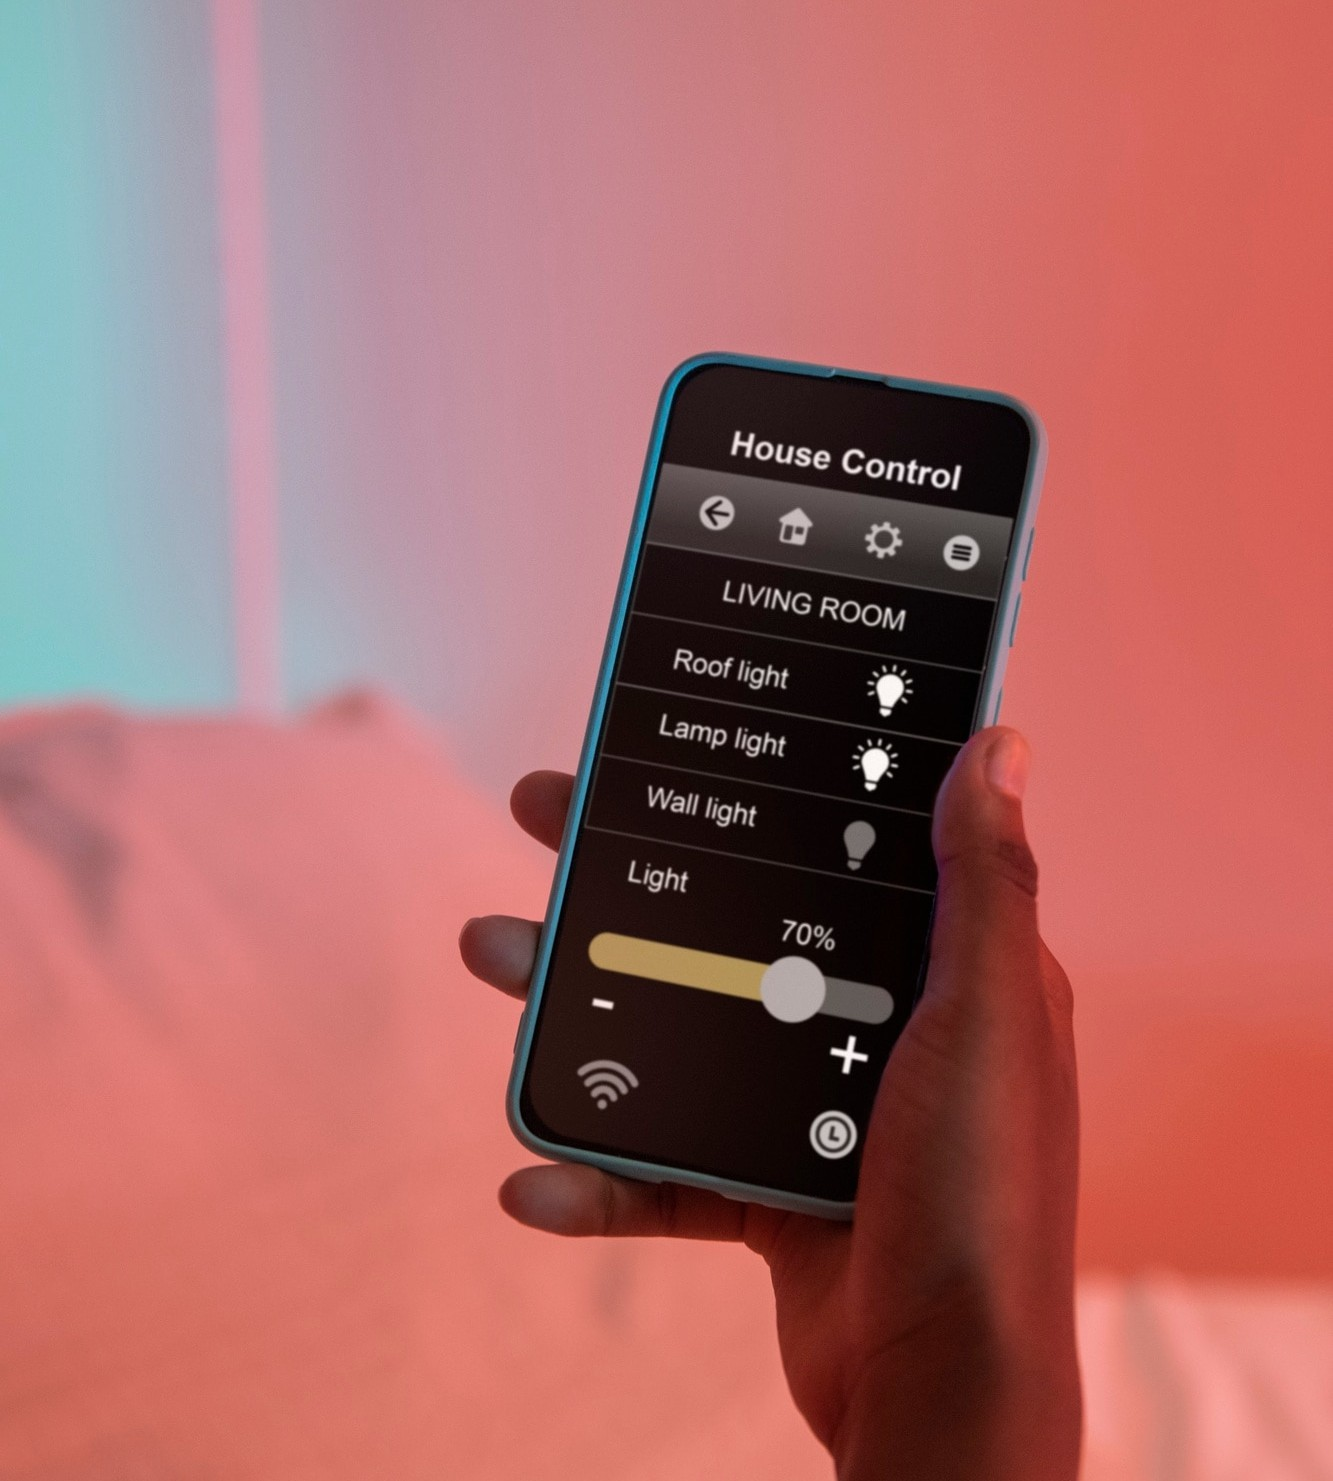 House Control
LIVING ROOM
Roof light
Lamp light
Wall light
Light
70%
-
+